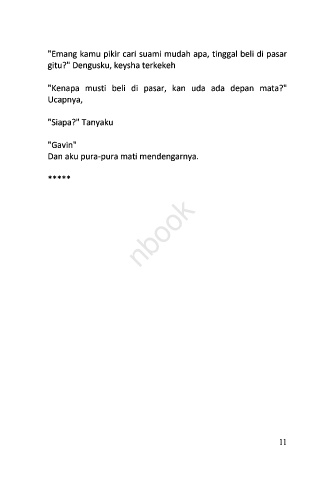 "Emang kamu pikir cari suami mudah apa, tinggal beli di pasar
gitu?" Dengusku, keysha terkekeh
"Kenapa musti beli di pasar, kan uda ada depan mata?"
Ucapnya,
"Siapa?" Tanyaku
"Gavin"
Dan aku pura-pura mati mendengarnya.
*****
nbook
11